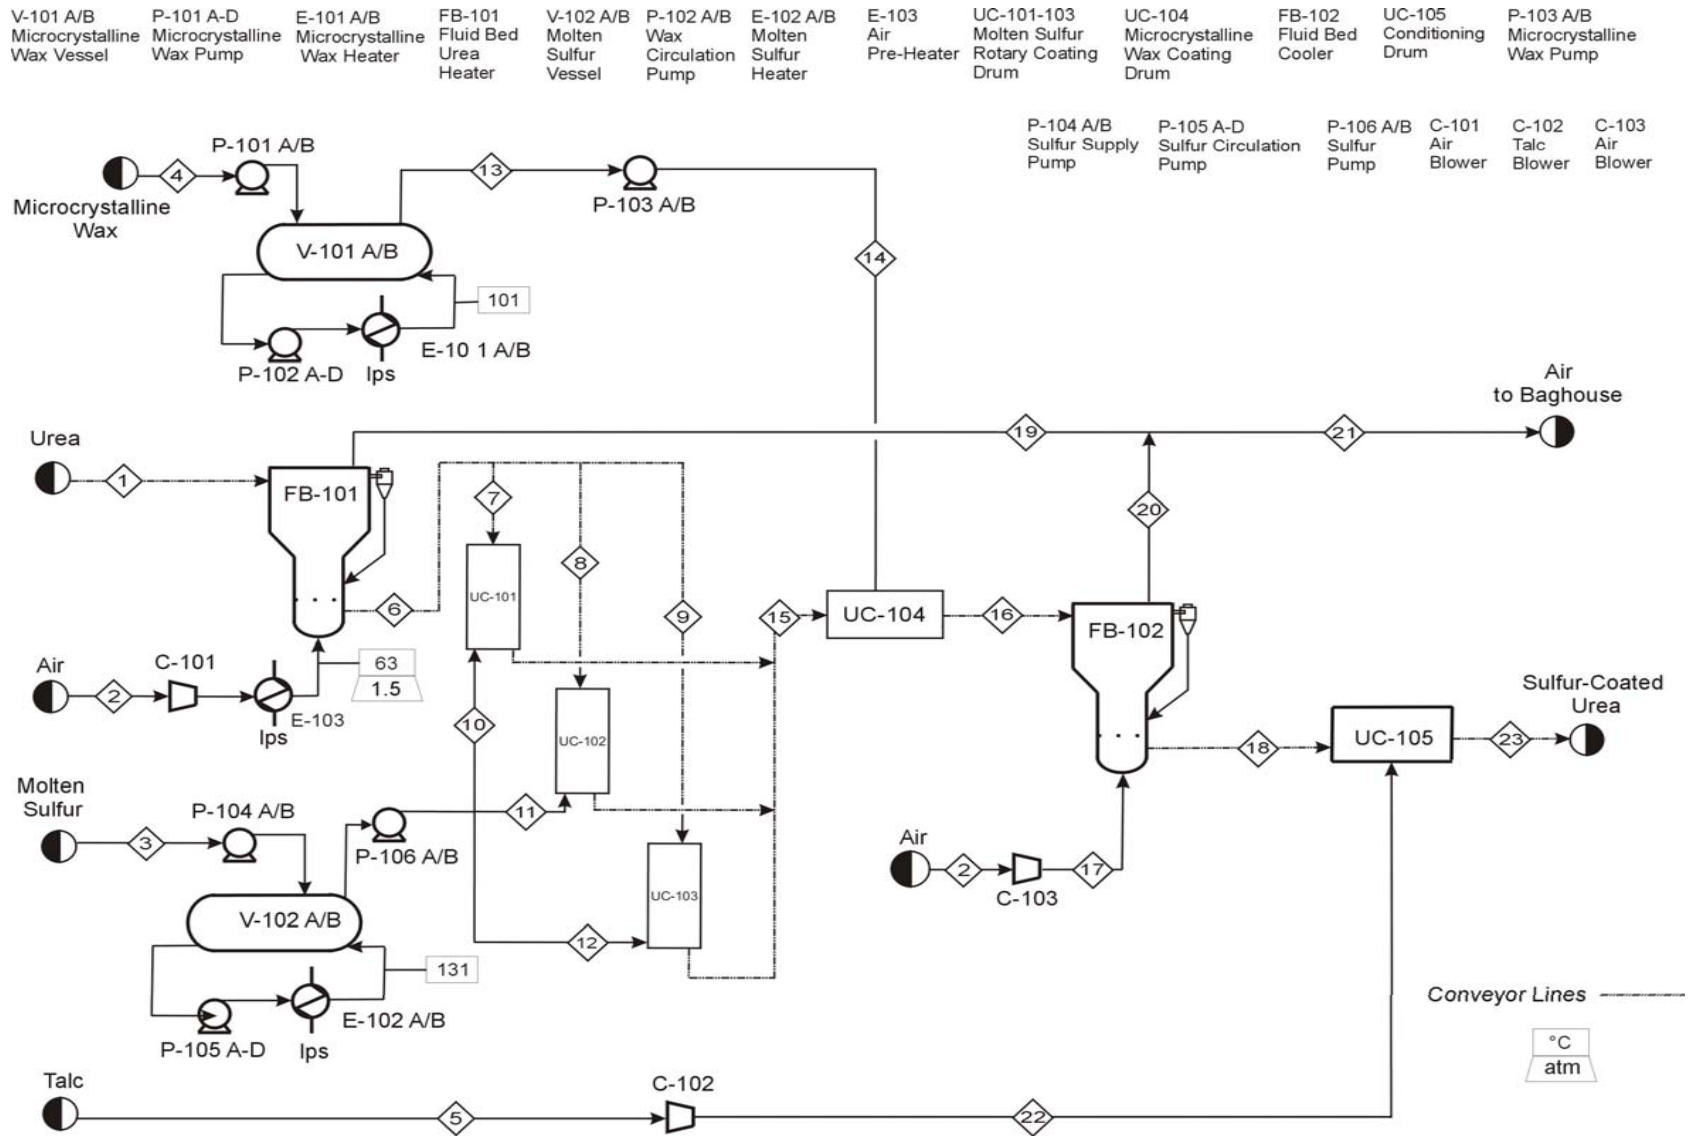 V-101 A/B
Microcrystalline
Wax Vessel
P-101 A-D
Microcrystalline
Wax Pump
E-101 A/B
Microcrystalline
Wax Heater
FB-101
Fluid Bed
Urea
Heater
V-102 A/B
Molten
Sulfur
Vessel
P-102 A/B
Wax
Circulation
Pump
E-102 A/B
Molten
Sulfur
Heater
E-103
Air
Pre-Heater
UC-101-103
Molten Sulfur
Rotary Coating
Drum
UC-104
Microcrystalline
Wax Coating
Drum
FB-102
Fluid Bed
Cooler
UC-105
Conditioning
Drum
P-103 A/B
Microcrystalline
Wax Pump
P-104 A/B
Sulfur Supply
Pump
P-105 A-D
Sulfur Circulation
Pump
P-106 A/B
Sulfur
Pump
C-101
Air
Blower
C-102
Talc
Blower
C-103
Air
Blower
P-101 A/B
4
Microcrystalline
Wax
13
P-103 A/B
V-101 A/B
14
101
E-10 1 A/B
P-102 A-D
lps
Air
to Baghouse
Urea
19
21
1
FB-101
7
20
8
6
UC-101
9
15
UC-104
16
FB-102
Air
C-101
63
1.5
2
E-103
lps
10
UC-102
Sulfur-Coated
Urea
18
UC-105
23
Molten
Sulfur
P-104 A/B
11
3
P-106 A/B
Air
2
17
C-103
UC-103
V-102 A/B
12
131
E-102 A/B
P-105 A-D
lps
Conveyor Lines
°C
atm
Talc
C-102
5
22